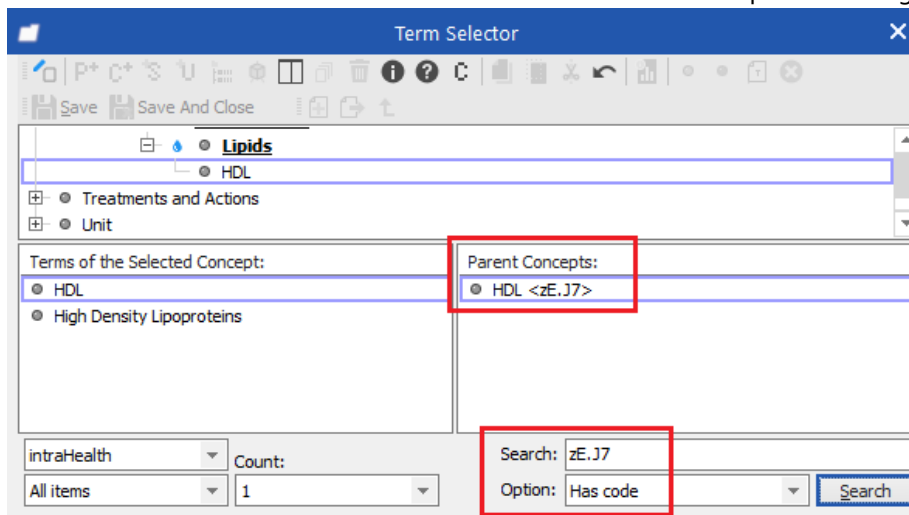 Term Selector
Save Save And Close
Lipids
HDL
Treatments and Actions
Unit
Terms of the Selected Concept: Parent Concepts:
HDL HDL <zE.J7>
High Density Lipoproteins
intraHealth Count: Search: zE.J7
All items 1 Option: Has code Search